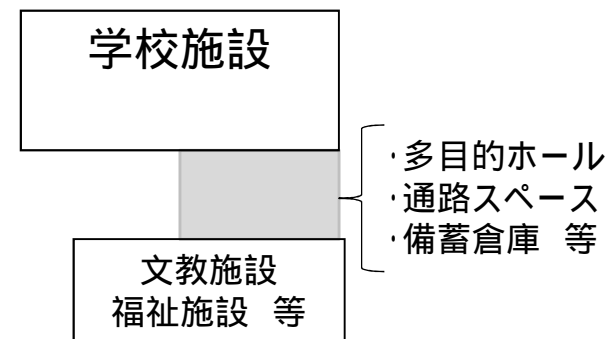 学校施設
・多目的ホール
・通路スペース
・備蓄倉庫 等
文教施設
福祉施設 等